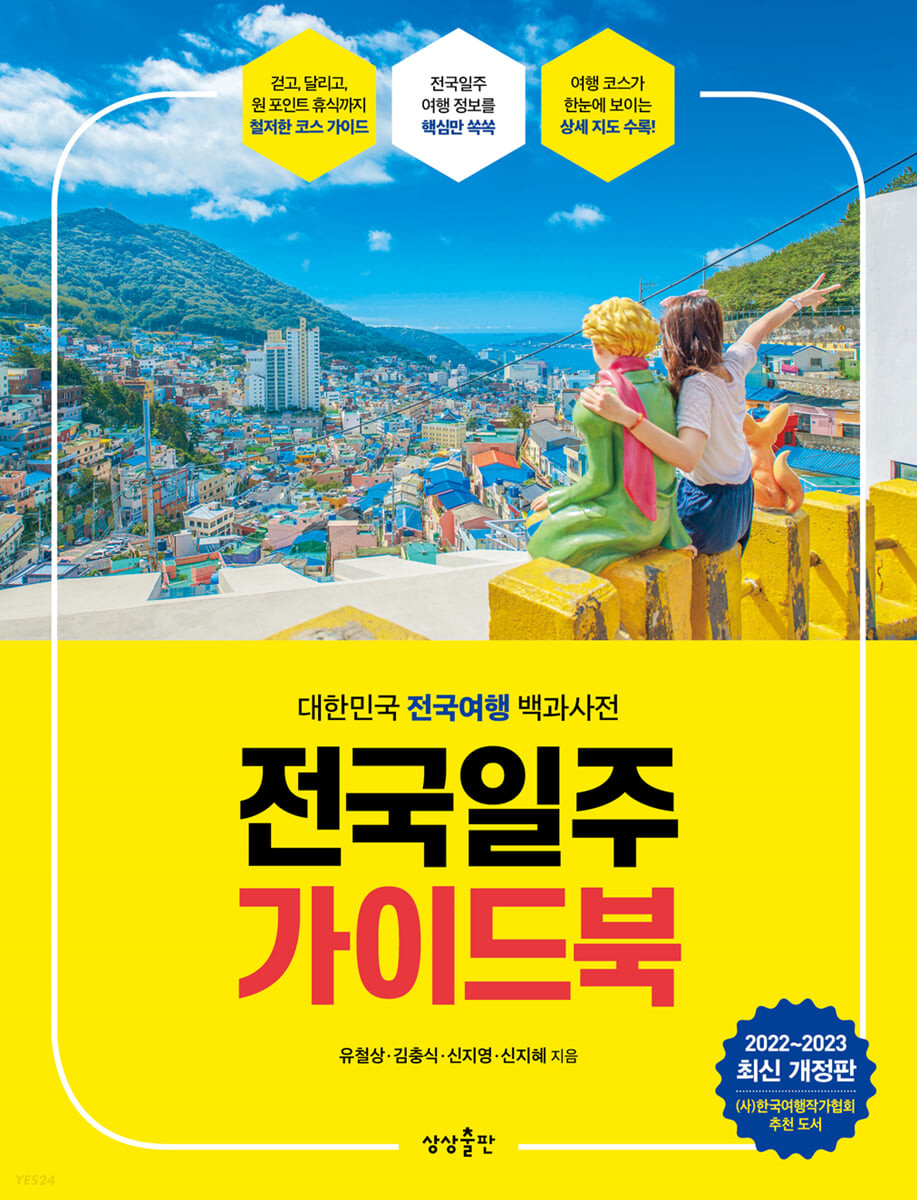 걷고, 달리고,
원 포인트 휴식까지
철저한 코스 가이드
전국일주
여행 정보를
핵심만 쏙쏙
여행 코스가
한눈에 보이는
상세 지도 수록!
대한민국 전국여행 백과사전
전국일주
가이드북
유철상·김충식·신지영·신지혜 지음
2022~2023
최신 개정판
(사)한국여행작가협회
추천 도서
상상출판
YES24